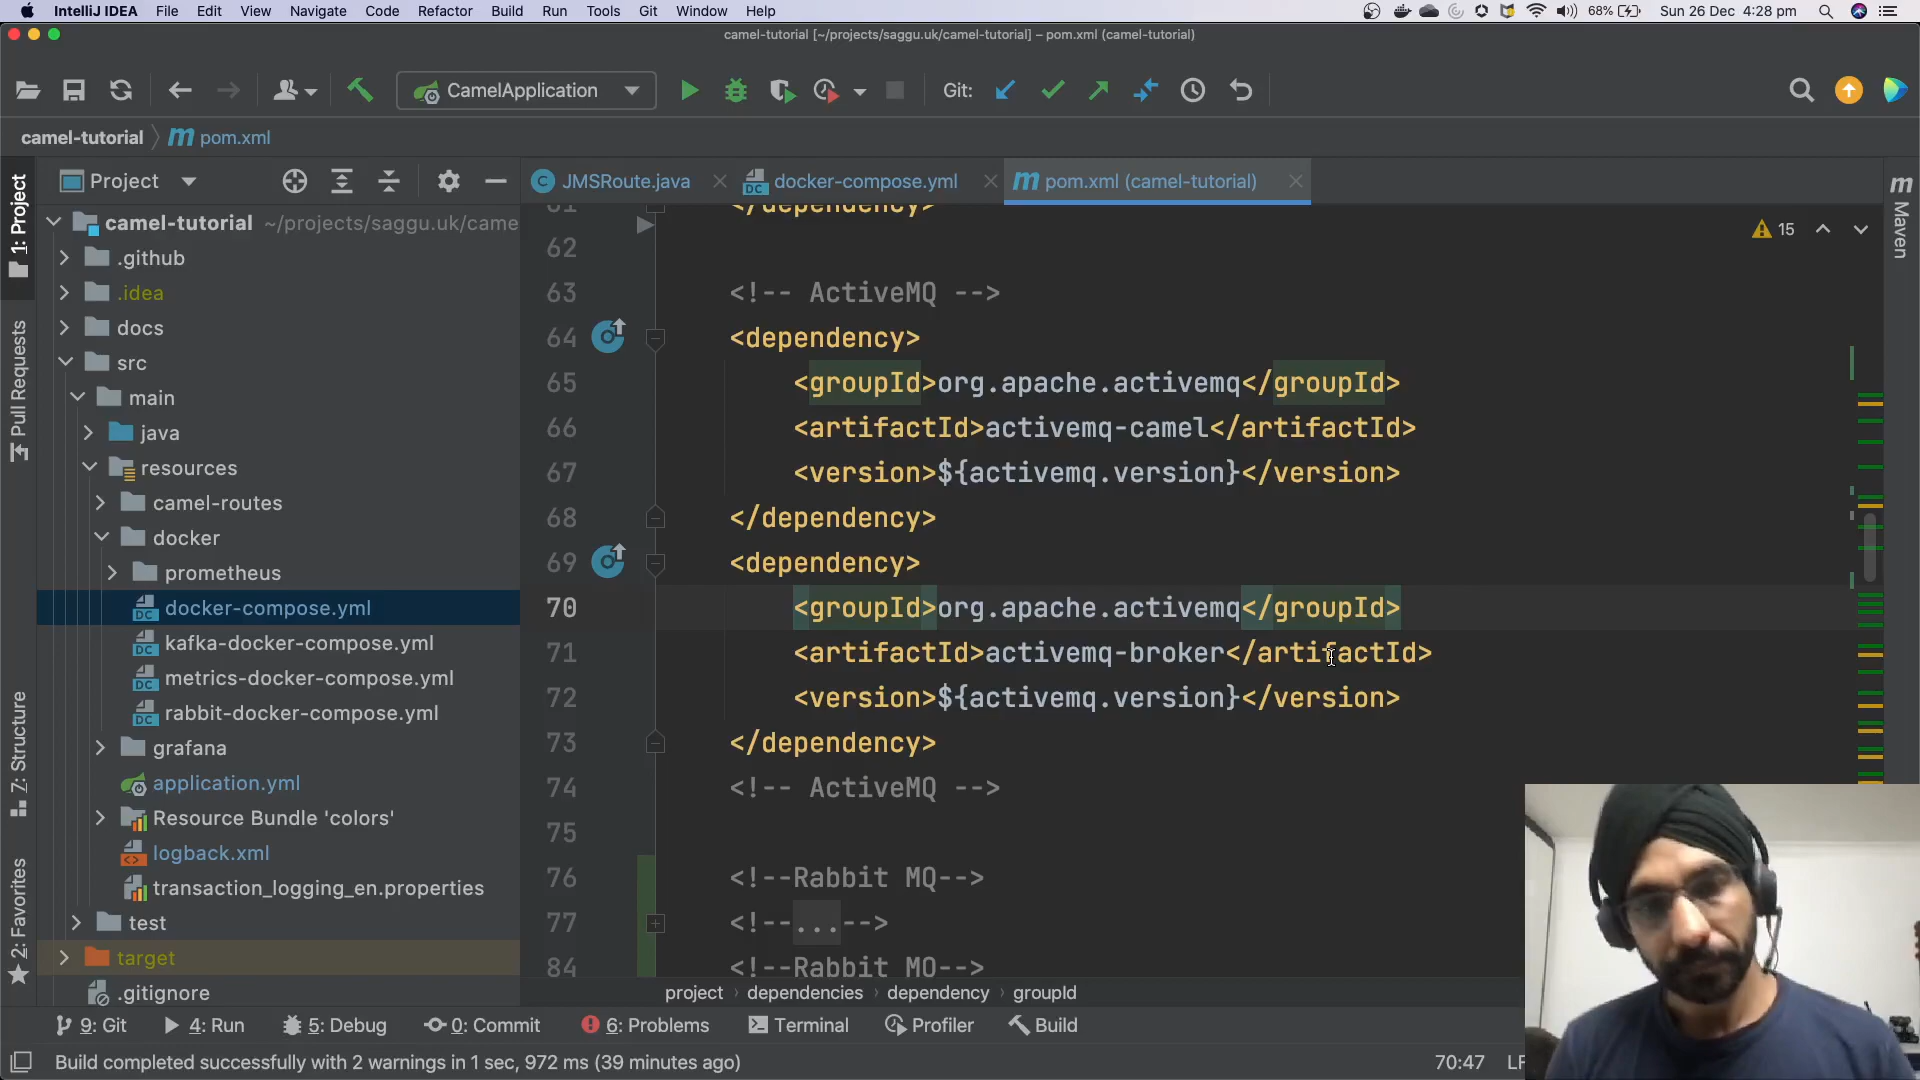 IntelliJ IDEA File Edit View Navigate Code Refactor Build Run Tools Git Window Help 68% Sun 26 Dec 4:28 pm
camel-tutorial [~/projects/saggu.uk/camel-tutorial] – pom.xml (camel-tutorial)
CamelApplication Git:
camel-tutorial pom.xml
Project JMSRoute.java docker-compose.yml pom.xml (camel-tutorial)
1: Project
Pull Requests
Z: Structure
2: Favorites
Maven
camel-tutorial ~/projects/saggu.uk/came
.github
.idea
docs
src
main
java
resources
camel-routes
docker
prometheus
docker-compose.yml
kafka-docker-compose.yml
metrics-docker-compose.yml
rabbit-docker-compose.yml
grafana
application.yml
Resource Bundle 'colors'
logback.xml
transaction_logging_en.properties
test
target
.gitignore
15
61 </dependency>
62
63 <!-- ActiveMQ -->
64 <dependency>
65 <groupId>org.apache.activemq</groupId>
66 <artifactId>activemq-camel</artifactId>
67 <version>${activemq.version}</version>
68 </dependency>
69 <dependency>
70 <groupId>org.apache.activemq</groupId>
71 <artifactId>activemq-broker</artifactId>
72 <version>${activemq.version}</version>
73 </dependency>
74 <!-- ActiveMQ -->
75
76 <!--Rabbit MQ-->
77 <!--...-->
84 <!--Rabbit MQ-->
project › dependencies › dependency › groupId
9: Git 4: Run 5: Debug 0: Commit 6: Problems Terminal Profiler Build
Build completed successfully with 2 warnings in 1 sec, 972 ms (39 minutes ago) 70:47 LF